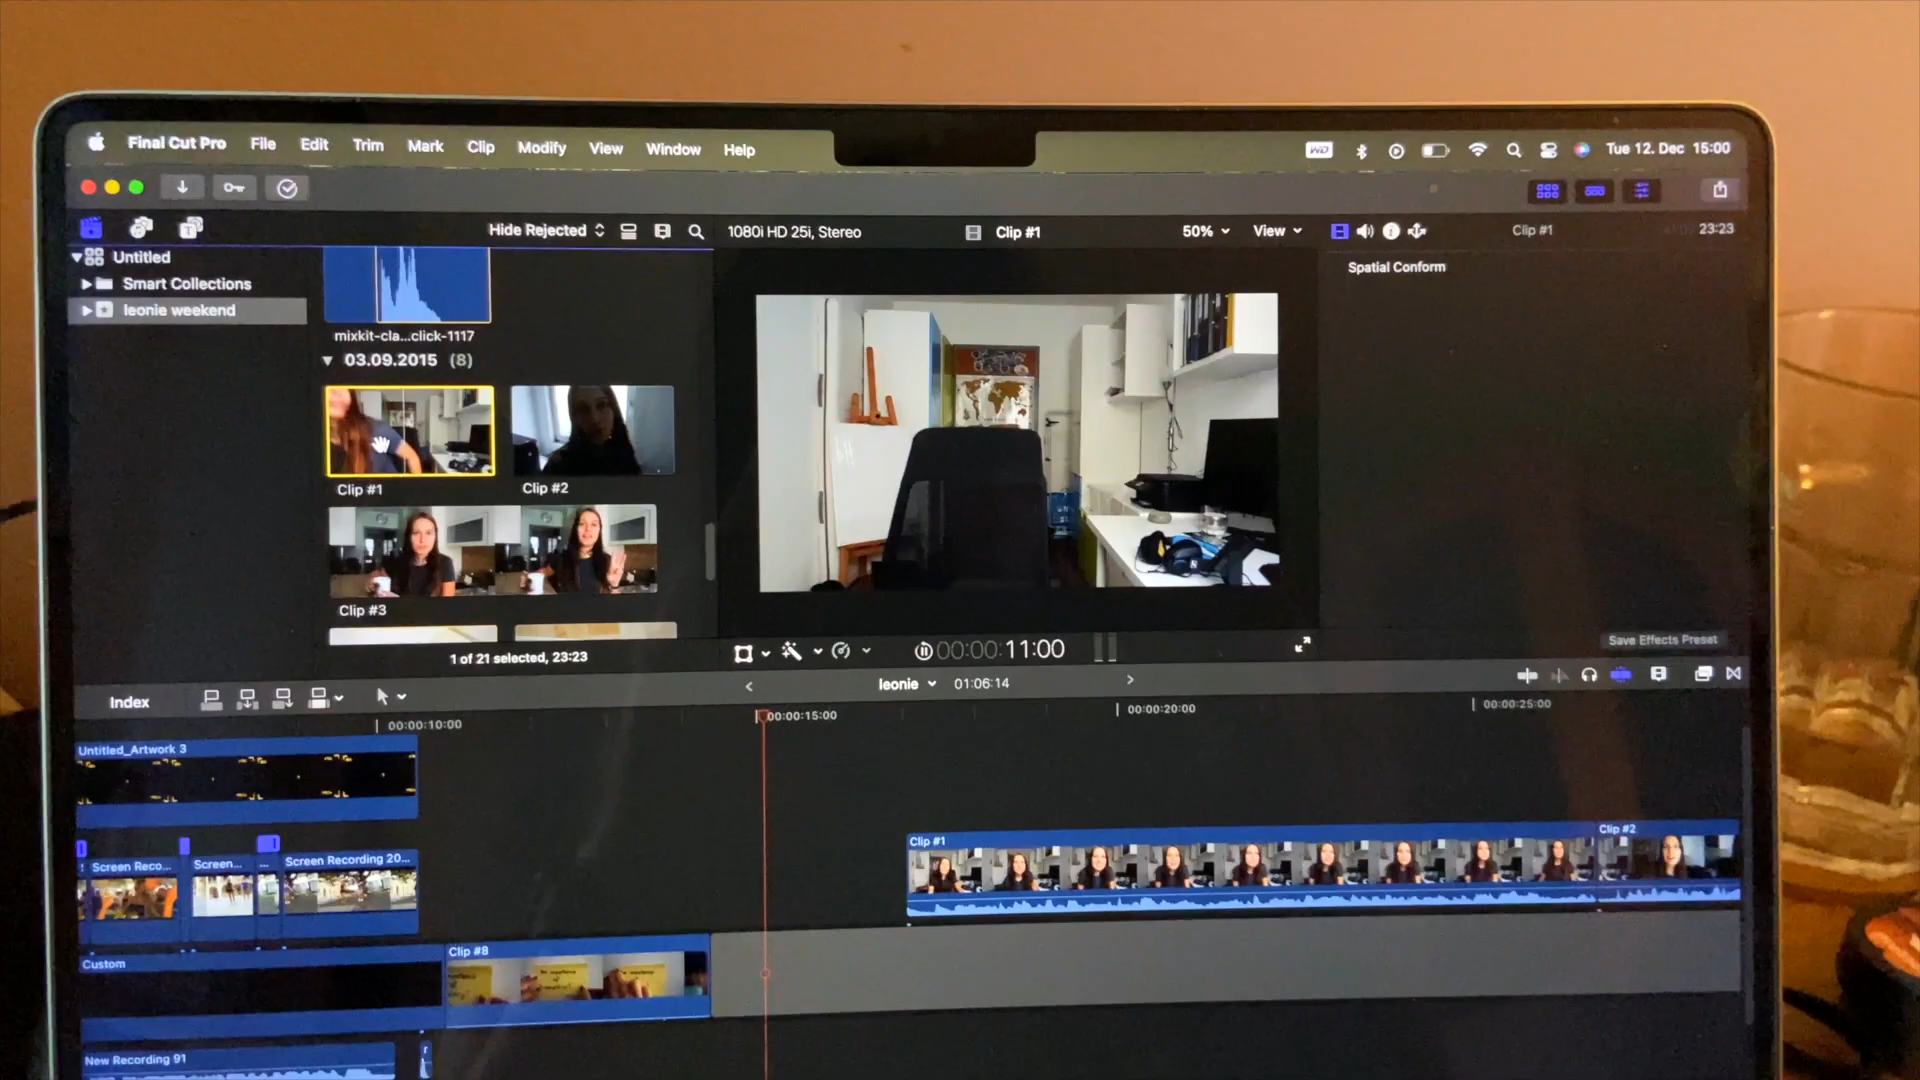 Final Cut Pro File Edit Trim Mark Clip Modify View Window Help
WD
Tue 12. Dec 15:00
Hide Rejected
1080i HD 25i, Stereo
Clip #1
50%
View
Clip #1
23:23
Untitled
Smart Collections
leonie weekend
mixkit-cla...click-1117
03.09.2015 (8)
Clip #1
Clip #2
Clip #3
1 of 21 selected, 23:23
Spatial Conform
00:00:11:00
Save Effects Preset
Index
leonie
01:06:14
00:00:10:00
00:00:15:00
00:00:20:00
00:00:25:00
Untitled_Artwork 3
Screen Reco...
Screen...
...
Screen Recording 20...
Clip #1
Clip #2
Custom
Clip #8
New Recording 91